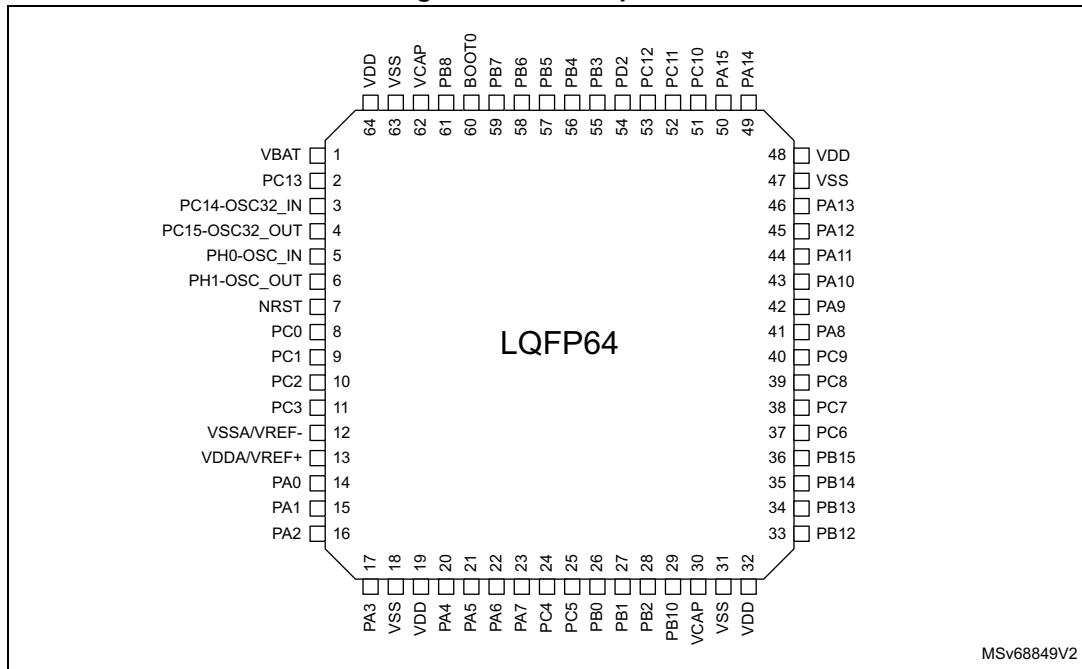 VDD
VSS
VCAP
PB8
BOOT0
PB7
PB6
PB5
PB4
PB3
PD2
PC12
PC11
PC10
PA15
PA14
64
63
62
61
60
59
58
57
56
55
54
53
52
51
50
49
VBAT 1
PC13 2
PC14-OSC32_IN 3
PC15-OSC32_OUT 4
PH0-OSC_IN 5
PH1-OSC_OUT 6
NRST 7
PC0 8
PC1 9
PC2 10
PC3 11
VSSA/VREF- 12
VDDA/VREF+ 13
PA0 14
PA1 15
PA2 16
LQFP64
48 VDD
47 VSS
46 PA13
45 PA12
44 PA11
43 PA10
42 PA9
41 PA8
40 PC9
39 PC8
38 PC7
37 PC6
36 PB15
35 PB14
34 PB13
33 PB12
17
18
19
20
21
22
23
24
25
26
27
28
29
30
31
32
PA3
VSS
VDD
PA4
PA5
PA6
PA7
PC4
PC5
PB0
PB1
PB2
PB10
VCAP
VSS
VDD
MSv68849V2